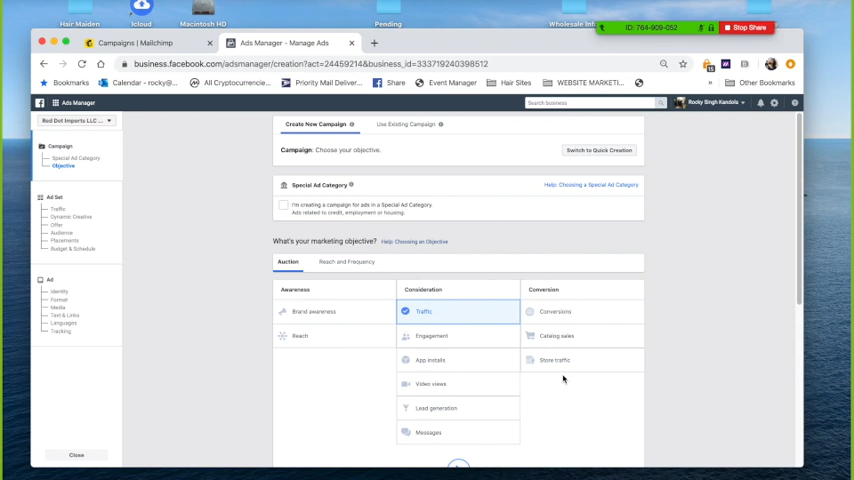 Hair Maiden
Icloud
Macintosh HD
Pending
Wholesale Inf
ID: 764-909-052
Stop Share
Campaigns | Mailchimp
Ads Manager - Manage Ads
business.facebook.com/adsmanager/creation?act=24459214&business_id=333719240398512
15
Bookmarks
Calendar - rocky@...
All Cryptocurrencie...
Priority Mail Deliver...
Share
Event Manager
Hair Sites
WEBSITE MARKETI...
»
Other Bookmarks
Ads Manager
Search business
Rocky Singh Kandola
Red Dot Imports LLC ...
Campaign
Special Ad Category
Objective
Ad Set
Traffic
Dynamic Creative
Offer
Audience
Placements
Budget & Schedule
Ad
Identity
Format
Media
Text & Links
Languages
Tracking
Close
Create New Campaign
Use Existing Campaign
Campaign: Choose your objective.
Switch to Quick Creation
Special Ad Category
Help: Choosing a Special Ad Category
I'm creating a campaign for ads in a Special Ad Category.
Ads related to credit, employment or housing.
What's your marketing objective? Help: Choosing an Objective
Auction
Reach and Frequency
Awareness
Consideration
Conversion
Brand awareness
Traffic
Conversions
Reach
Engagement
Catalog sales
App installs
Store traffic
Video views
Lead generation
Messages